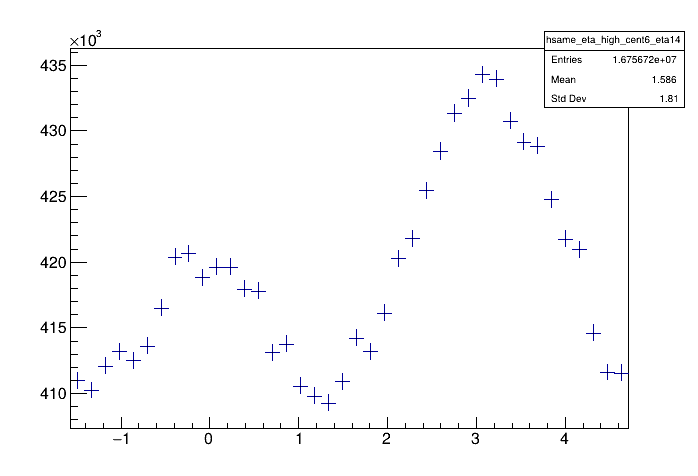 ×10³
hsame_eta_high_cent6_eta14
Entries 1.675672e+07
Mean 1.586
Std Dev 1.81
435
430
425
420
415
410
−1 0 1 2 3 4